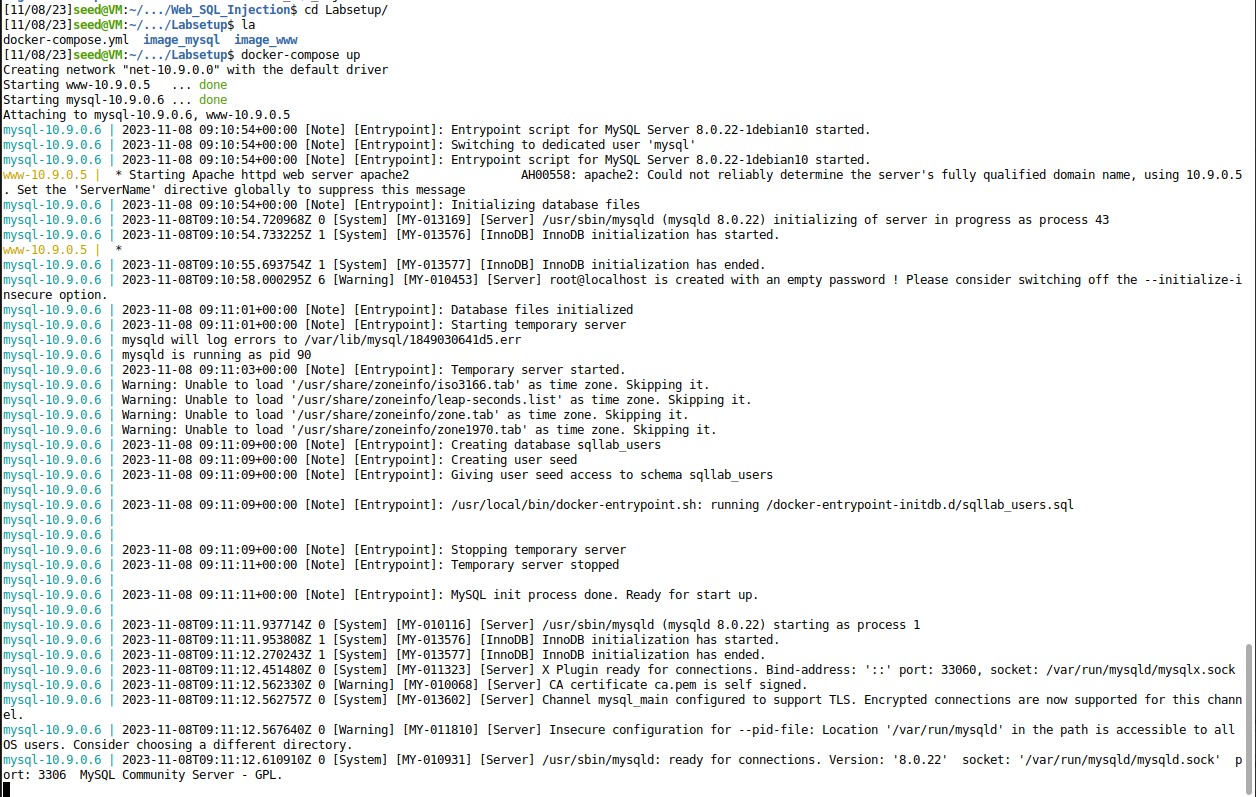 [11/08/23]seed@VM:~/.../Web_SQL_Injection$ cd Labsetup/
[11/08/23]seed@VM:~/.../Labsetup$ la
docker-compose.yml  image_mysql  image_www
[11/08/23]seed@VM:~/.../Labsetup$ docker-compose up
Creating network "net-10.9.0.0" with the default driver
Starting www-10.9.0.5   ... done
Starting mysql-10.9.0.6 ... done
Attaching to mysql-10.9.0.6, www-10.9.0.5
mysql-10.9.0.6 | 2023-11-08 09:10:54+00:00 [Note] [Entrypoint]: Entrypoint script for MySQL Server 8.0.22-1debian10 started.
mysql-10.9.0.6 | 2023-11-08 09:10:54+00:00 [Note] [Entrypoint]: Switching to dedicated user 'mysql'
mysql-10.9.0.6 | 2023-11-08 09:10:54+00:00 [Note] [Entrypoint]: Entrypoint script for MySQL Server 8.0.22-1debian10 started.
www-10.9.0.5 |  * Starting Apache httpd web server apache2                AH00558: apache2: Could not reliably determine the server's fully qualified domain name, using 10.9.0.5
. Set the 'ServerName' directive globally to suppress this message
mysql-10.9.0.6 | 2023-11-08 09:10:54+00:00 [Note] [Entrypoint]: Initializing database files
mysql-10.9.0.6 | 2023-11-08T09:10:54.720968Z 0 [System] [MY-013169] [Server] /usr/sbin/mysqld (mysqld 8.0.22) initializing of server in progress as process 43
mysql-10.9.0.6 | 2023-11-08T09:10:54.733225Z 1 [System] [MY-013576] [InnoDB] InnoDB initialization has started.
www-10.9.0.5 |  *
mysql-10.9.0.6 | 2023-11-08T09:10:55.693754Z 1 [System] [MY-013577] [InnoDB] InnoDB initialization has ended.
mysql-10.9.0.6 | 2023-11-08T09:10:58.000295Z 6 [Warning] [MY-010453] [Server] root@localhost is created with an empty password ! Please consider switching off the --initialize-i
nsecure option.
mysql-10.9.0.6 | 2023-11-08 09:11:01+00:00 [Note] [Entrypoint]: Database files initialized
mysql-10.9.0.6 | 2023-11-08 09:11:01+00:00 [Note] [Entrypoint]: Starting temporary server
mysql-10.9.0.6 | mysqld will log errors to /var/lib/mysql/1849030641d5.err
mysql-10.9.0.6 | mysqld is running as pid 90
mysql-10.9.0.6 | 2023-11-08 09:11:03+00:00 [Note] [Entrypoint]: Temporary server started.
mysql-10.9.0.6 | Warning: Unable to load '/usr/share/zoneinfo/iso3166.tab' as time zone. Skipping it.
mysql-10.9.0.6 | Warning: Unable to load '/usr/share/zoneinfo/leap-seconds.list' as time zone. Skipping it.
mysql-10.9.0.6 | Warning: Unable to load '/usr/share/zoneinfo/zone.tab' as time zone. Skipping it.
mysql-10.9.0.6 | Warning: Unable to load '/usr/share/zoneinfo/zone1970.tab' as time zone. Skipping it.
mysql-10.9.0.6 | 2023-11-08 09:11:09+00:00 [Note] [Entrypoint]: Creating database sqllab_users
mysql-10.9.0.6 | 2023-11-08 09:11:09+00:00 [Note] [Entrypoint]: Creating user seed
mysql-10.9.0.6 | 2023-11-08 09:11:09+00:00 [Note] [Entrypoint]: Giving user seed access to schema sqllab_users
mysql-10.9.0.6 |
mysql-10.9.0.6 | 2023-11-08 09:11:09+00:00 [Note] [Entrypoint]: /usr/local/bin/docker-entrypoint.sh: running /docker-entrypoint-initdb.d/sqllab_users.sql
mysql-10.9.0.6 |
mysql-10.9.0.6 |
mysql-10.9.0.6 | 2023-11-08 09:11:09+00:00 [Note] [Entrypoint]: Stopping temporary server
mysql-10.9.0.6 | 2023-11-08 09:11:11+00:00 [Note] [Entrypoint]: Temporary server stopped
mysql-10.9.0.6 |
mysql-10.9.0.6 | 2023-11-08 09:11:11+00:00 [Note] [Entrypoint]: MySQL init process done. Ready for start up.
mysql-10.9.0.6 |
mysql-10.9.0.6 | 2023-11-08T09:11:11.937714Z 0 [System] [MY-010116] [Server] /usr/sbin/mysqld (mysqld 8.0.22) starting as process 1
mysql-10.9.0.6 | 2023-11-08T09:11:11.953808Z 1 [System] [MY-013576] [InnoDB] InnoDB initialization has started.
mysql-10.9.0.6 | 2023-11-08T09:11:12.270243Z 1 [System] [MY-013577] [InnoDB] InnoDB initialization has ended.
mysql-10.9.0.6 | 2023-11-08T09:11:12.451480Z 0 [System] [MY-011323] [Server] X Plugin ready for connections. Bind-address: '::' port: 33060, socket: /var/run/mysqld/mysqlx.sock
mysql-10.9.0.6 | 2023-11-08T09:11:12.562330Z 0 [Warning] [MY-010068] [Server] CA certificate ca.pem is self signed.
mysql-10.9.0.6 | 2023-11-08T09:11:12.562757Z 0 [System] [MY-013602] [Server] Channel mysql_main configured to support TLS. Encrypted connections are now supported for this chann
el.
mysql-10.9.0.6 | 2023-11-08T09:11:12.567640Z 0 [Warning] [MY-011810] [Server] Insecure configuration for --pid-file: Location '/var/run/mysqld' in the path is accessible to all
OS users. Consider choosing a different directory.
mysql-10.9.0.6 | 2023-11-08T09:11:12.610910Z 0 [System] [MY-010931] [Server] /usr/sbin/mysqld: ready for connections. Version: '8.0.22'  socket: '/var/run/mysqld/mysqld.sock'  p
ort: 3306  MySQL Community Server - GPL.